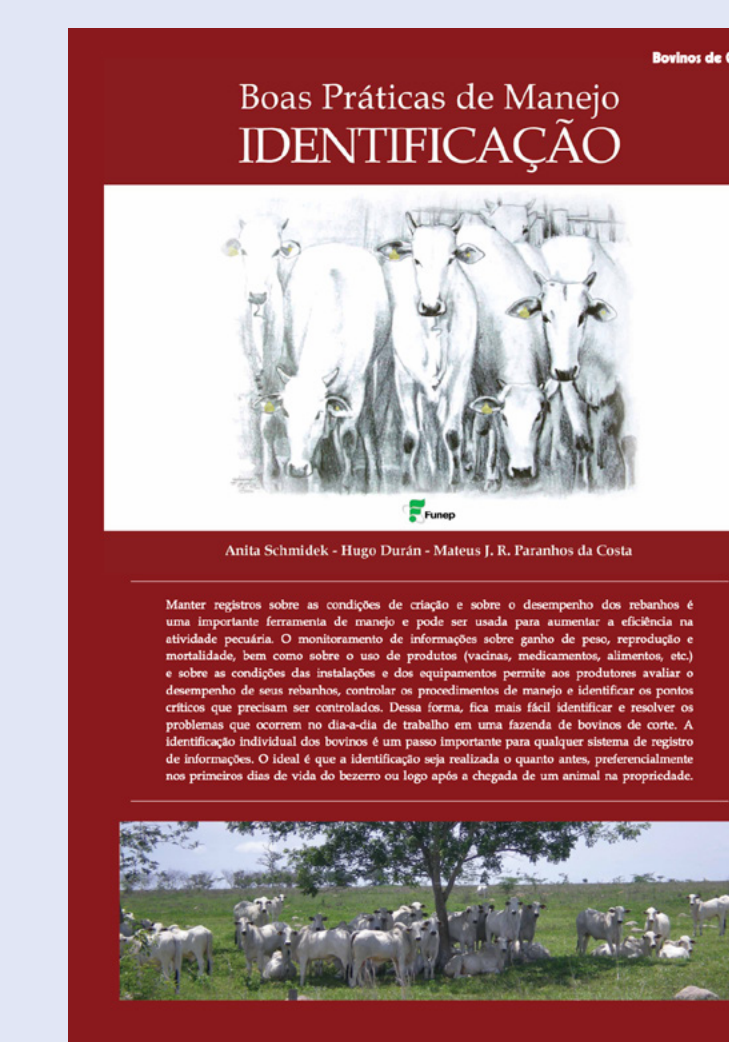 Bovinos de
Boas Práticas de Manejo
IDENTIFICAÇÃO
Funep
Anita Schmidek - Hugo Durán - Mateus J. R. Paranhos da Costa
Manter registros sobre as condições de criação e sobre o desempenho dos rebanhos é
uma importante ferramenta de manejo e pode ser usada para aumentar a eficiência na
atividade pecuária. O monitoramento de informações sobre ganho de peso, reprodução e
mortalidade, bem como sobre o uso de produtos (vacinas, medicamentos, alimentos, etc.)
e sobre as condições das instalações e dos equipamentos permite aos produtores avaliar o
desempenho de seus rebanhos, controlar os procedimentos de manejo e identificar os pontos
críticos que precisam ser controlados. Dessa forma, fica mais fácil identificar e resolver os
problemas que ocorrem no dia-a-dia de trabalho em uma fazenda de bovinos de corte. A
identificação individual dos bovinos é um passo importante para qualquer sistema de registro
de informações. O ideal é que a identificação seja realizada o quanto antes, preferencialmente
nos primeiros dias de vida do bezerro ou logo após a chegada de um animal na propriedade.